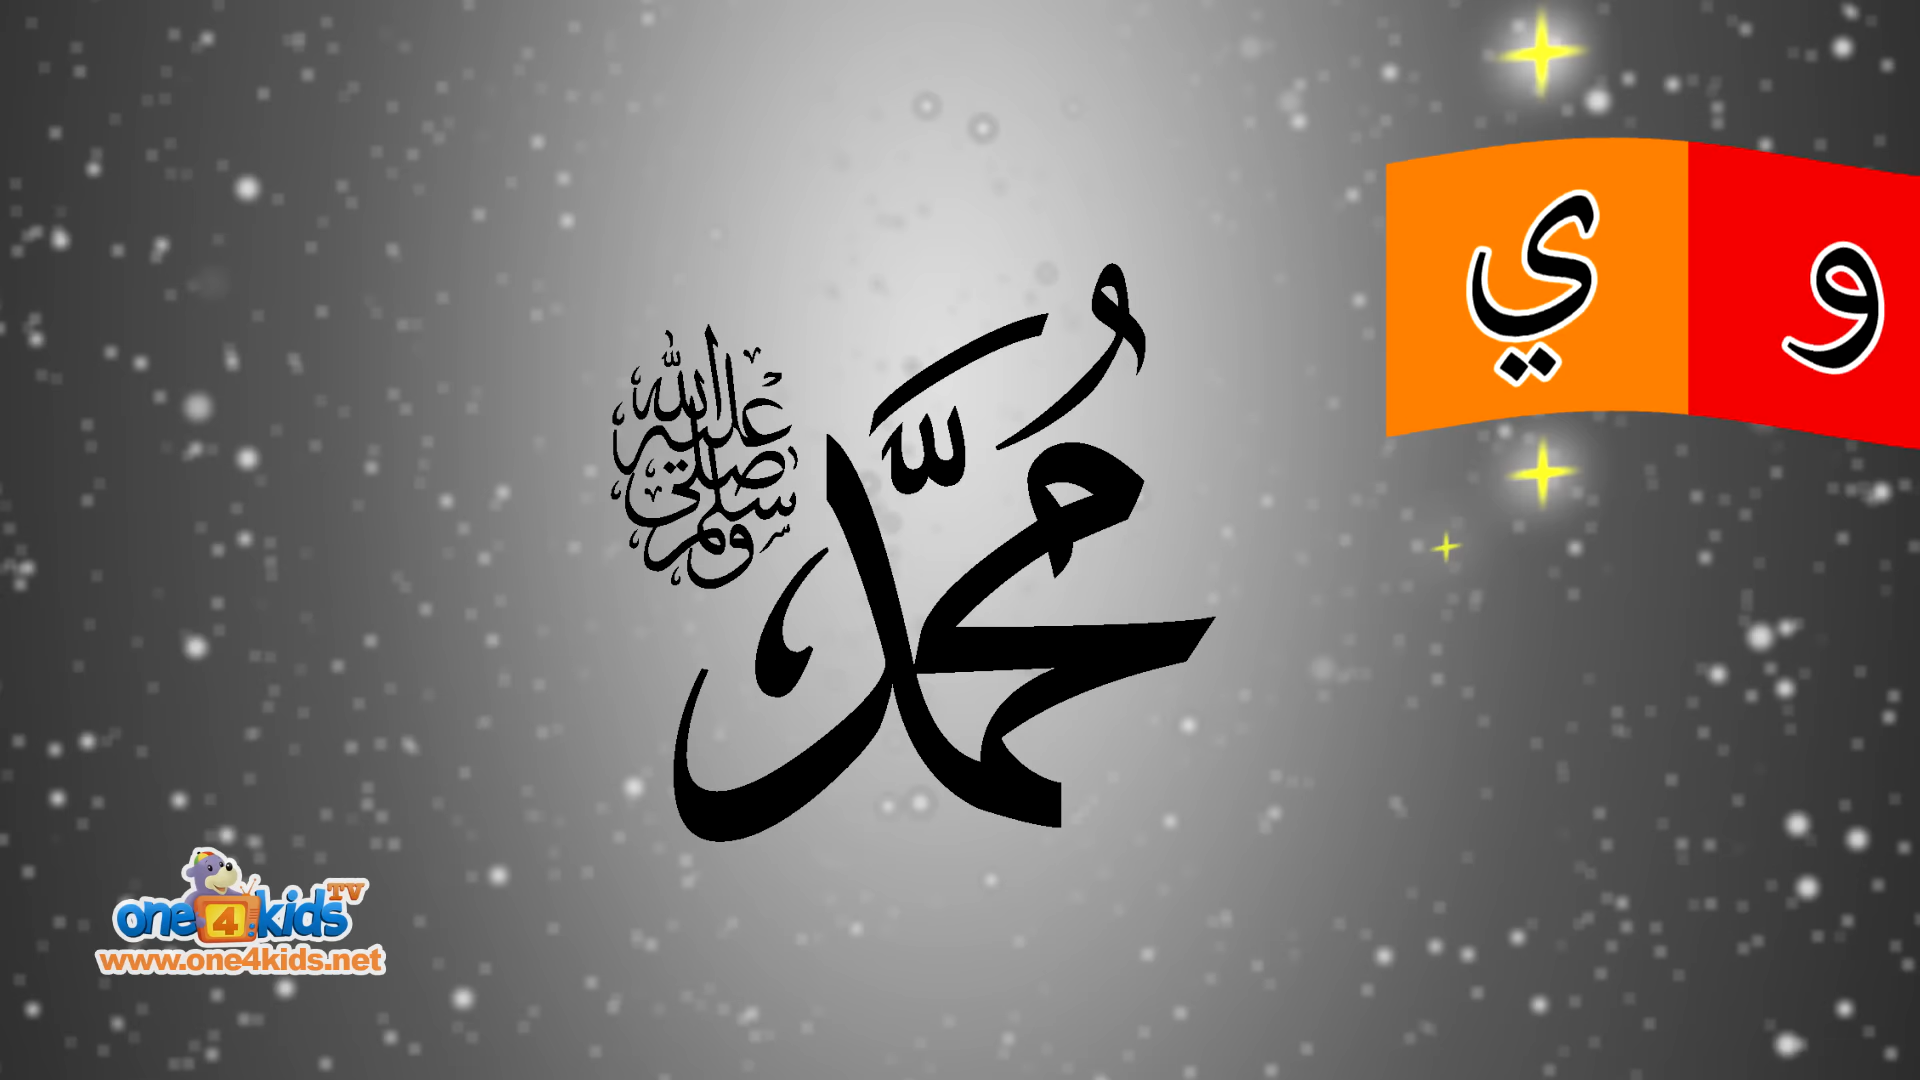 و ي
مُحَمَّد
صلى الله عليه وسلم
one4kids TV
www.one4kids.net